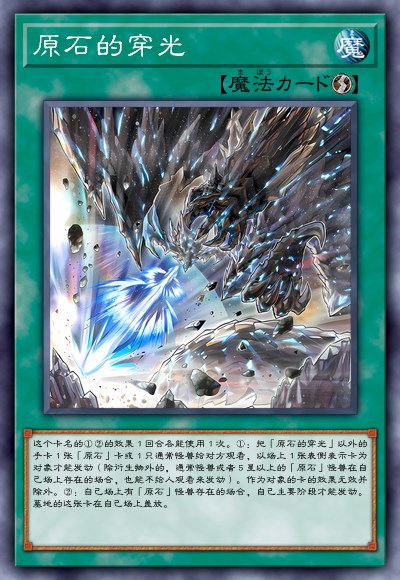 原石的穿光
魔
【魔法カード】
まほう
这个卡名的①②的效果1回合各能使用1次。①:把「原石的穿光」以外的
手卡1张「原石」卡或1只通常怪兽给对方观看,以场上1张表侧表示卡为
对象才能发动(除衍生物外的,通常怪兽或者5星以上的「原石」怪兽在自
己场上存在的场合,也能不给人观看来发动)。作为对象的卡的效果无效并
除外。②:自己场上有「原石」怪兽存在的场合,自己主要阶段才能发动。
墓地的这张卡在自己场上盖放。